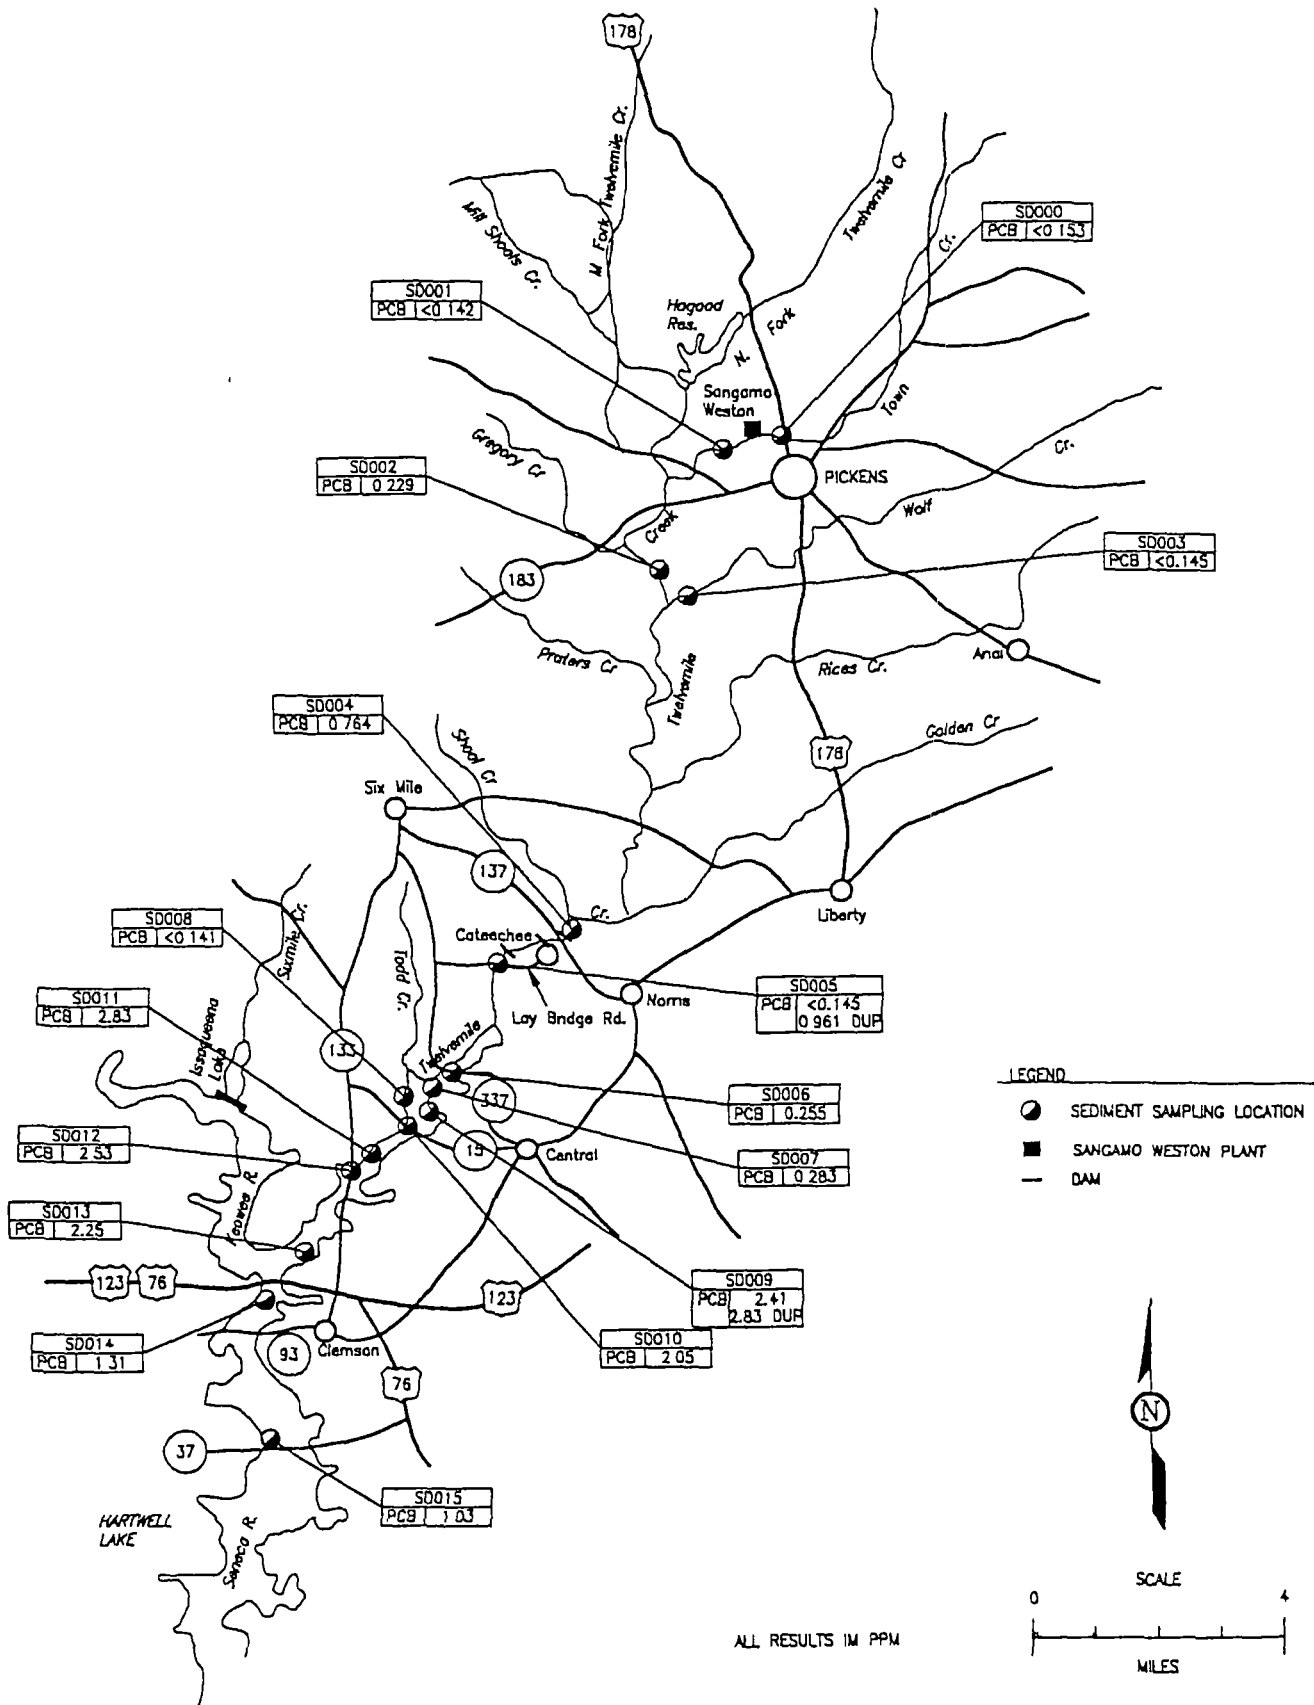 178
M Fork Twelvemile Cr.
Mill Shoals Cr.
Twelvemile Cr
SD000
PCB <0 153
Cr.
SD001
PCB <0 142
Hagood
Res.
Fork
N.
Sangamo
Weston
Town
Gregory Cr
Cr.
SD002
PCB 0 229
PICKENS
Wolf
Creek
SD003
PCB <0.145
183
Praters Cr
Rices Cr.
Twelvemile
SD004
PCB 0 764
Shoal Cr
Golden Cr
178
Six Mile
137
Liberty
SD008
PCB <0 141
Sixmile Cr.
Cr.
Cateechee
Todd Cr.
SD005
PCB <0.145
0 961 DUP
Norris
SD011
PCB 2.83
Lay Bridge Rd.
Issaqueena
Lake
133
Twelvemile
LEGEND
SD006
PCB 0.255
337
SEDIMENT SAMPLING LOCATION
SD012
PCB 2 53
15
Central
SD007
PCB 0 283
SANGAMO WESTON PLANT
DAM
Keowee R.
SD013
PCB 2.25
123
76
123
SD009
PCB 2.41
2.83 DUP
SD014
PCB 1 31
93
Clemson
SD010
PCB 2 05
76
N
37
SD015
PCB 1 03
HARTWELL
LAKE
Seneca R.
SCALE
0 4
ALL RESULTS IM PPM
MILES